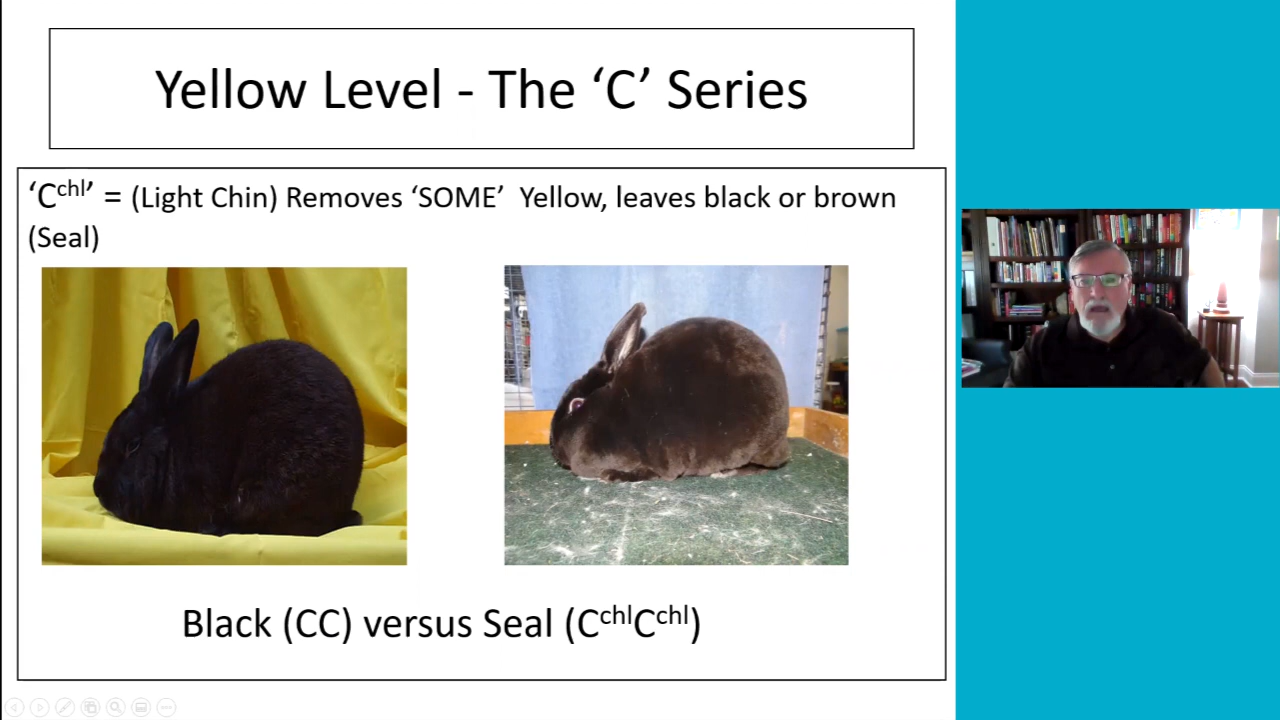 Yellow Level - The ‘C’ Series
‘Cᶜʰˡ’ = (Light Chin) Removes ‘SOME’  Yellow, leaves black or brown
(Seal)
Black (CC) versus Seal (CᶜʰˡCᶜʰˡ)